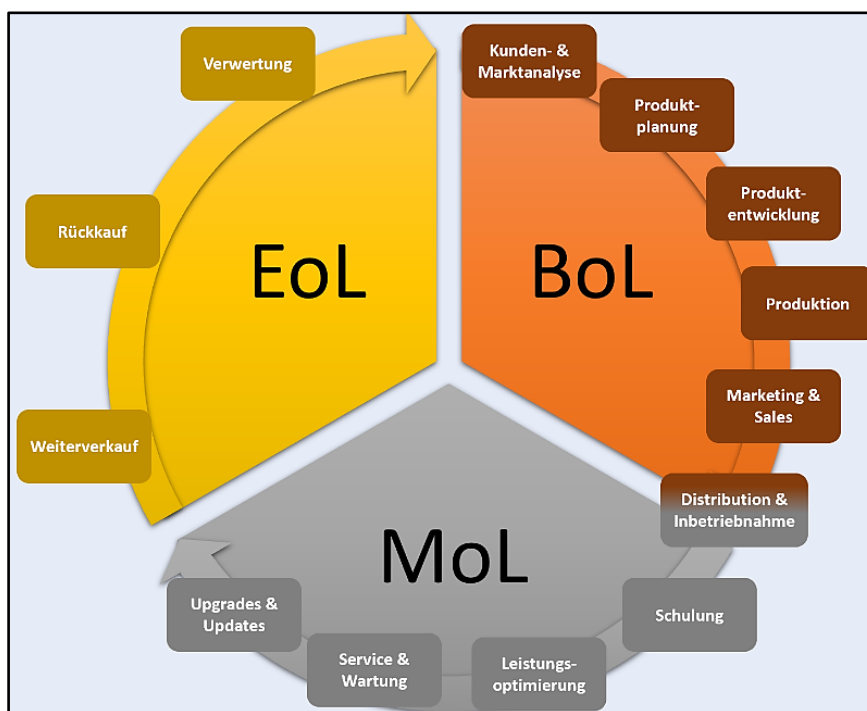 Kunden- &
Marktanalyse
Produkt-
planung
Produkt-
entwicklung
Produktion
Marketing &
Sales
Distribution &
Inbetriebnahme
Schulung
Leistungs-
optimierung
Service &
Wartung
Upgrades &
Updates
Weiterverkauf
Rückkauf
Verwertung
EoL
BoL
MoL